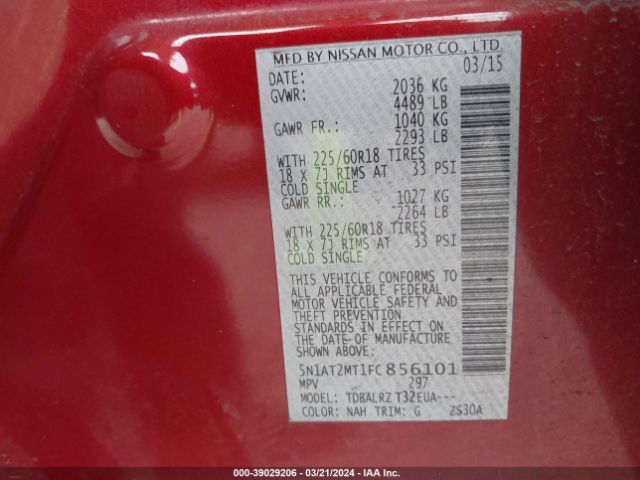 MFD BY NISSAN MOTOR CO., LTD.
DATE: 03/15
GVWR: 2036 KG
4489 LB
GAWR FR.: 1040 KG
2293 LB
WITH 225/60R18 TIRES
18 X 7J RIMS AT 33 PSI
COLD SINGLE
GAWR RR.: 1027 KG
2264 LB
WITH 225/60R18 TIRES
18 X 7J RIMS AT 33 PSI
COLD SINGLE
THIS VEHICLE CONFORMS TO
ALL APPLICABLE FEDERAL
MOTOR VEHICLE SAFETY AND
THEFT PREVENTION
STANDARDS IN EFFECT ON
THE DATE OF MANUFACTURE
SHOWN ABOVE.
5N1AT2MT1FC856101
MPV 297
MODEL: TDBALRZ T32EUA---
COLOR: NAH TRIM: G ZS30A
000-39029206 - 03/21/2024 - IAA Inc.